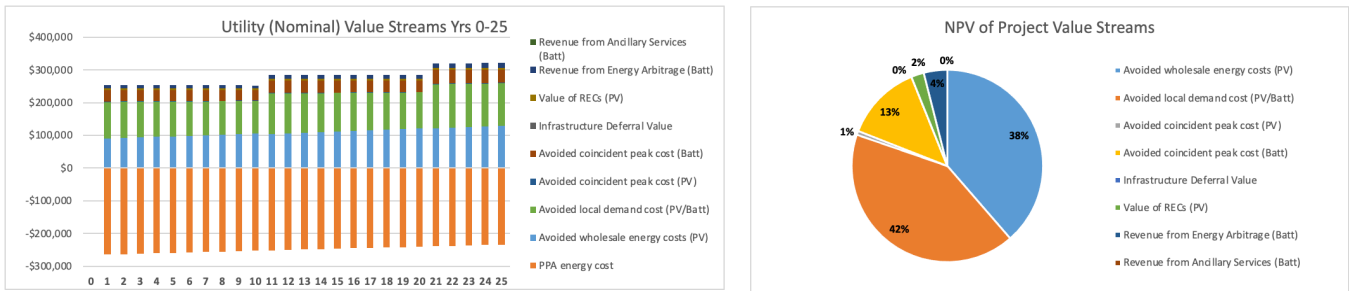 Utility (Nominal) Value Streams Yrs 0-25
$400,000
$300,000
$200,000
$100,000
$0
-$100,000
-$200,000
-$300,000
0 1 2 3 4 5 6 7 8 9 10 11 12 13 14 15 16 17 18 19 20 21 22 23 24 25
Revenue from Ancillary Services
(Batt)
Revenue from Energy Arbitrage (Batt)
Value of RECs (PV)
Infrastructure Deferral Value
Avoided coincident peak cost (Batt)
Avoided coincident peak cost (PV)
Avoided local demand cost (PV/Batt)
Avoided wholesale energy costs (PV)
PPA energy cost
NPV of Project Value Streams
38%
42%
1%
13%
0%
2%
4%
0%
Avoided wholesale energy costs (PV)
Avoided local demand cost (PV/Batt)
Avoided coincident peak cost (PV)
Avoided coincident peak cost (Batt)
Infrastructure Deferral Value
Value of RECs (PV)
Revenue from Energy Arbitrage (Batt)
Revenue from Ancillary Services (Batt)